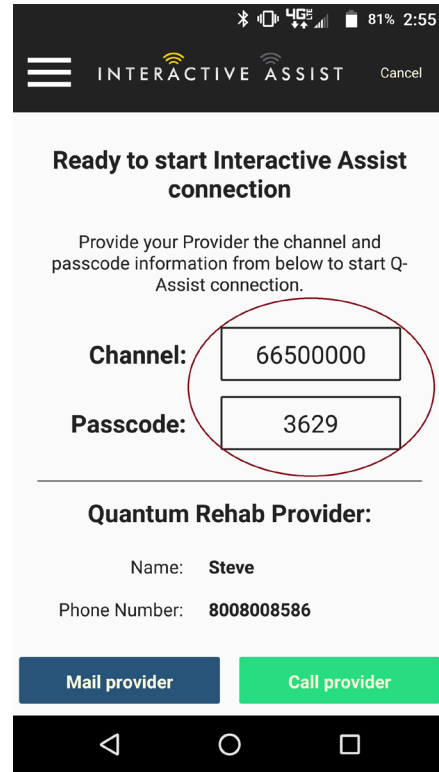 4G LTE 81% 2:55
INTERACTIVE ASSIST Cancel
Ready to start Interactive Assist
connection
Provide your Provider the channel and
passcode information from below to start Q-
Assist connection.
Channel: 66500000
Passcode: 3629
Quantum Rehab Provider:
Name: Steve
Phone Number: 8008008586
Mail provider Call provider